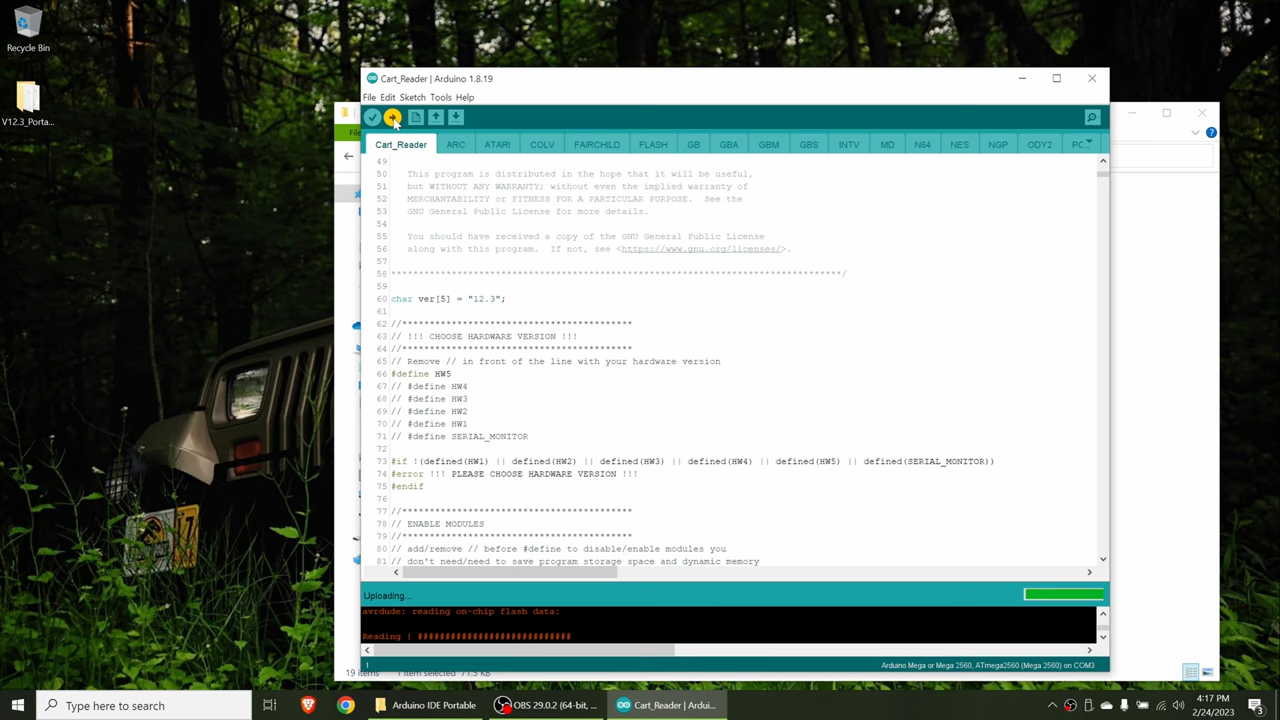 Recycle Bin
V12.3_Porta...
Cart_Reader | Arduino 1.8.19
File Edit Sketch Tools Help
Cart_Reader ARC ATARI COLV FAIRCHILD FLASH GB GBA GBM GBS INTV MD N64 NES NGP ODY2 PC
49
50 This program is distributed in the hope that it will be useful,
51 but WITHOUT ANY WARRANTY; without even the implied warranty of
52 MERCHANTABILITY or FITNESS FOR A PARTICULAR PURPOSE. See the
53 GNU General Public License for more details.
54
55 You should have received a copy of the GNU General Public License
56 along with this program. If not, see <https://www.gnu.org/licenses/>.
57
58 **********************************************************************************/
59
60 char ver[5] = "12.3";
61
62 //******************************************
63 // !!! CHOOSE HARDWARE VERSION !!!
64 //******************************************
65 // Remove // in front of the line with your hardware version
66 #define HW5
67 // #define HW4
68 // #define HW3
69 // #define HW2
70 // #define HW1
71 // #define SERIAL_MONITOR
72
73 #if !(defined(HW1) || defined(HW2) || defined(HW3) || defined(HW4) || defined(HW5) || defined(SERIAL_MONITOR))
74 #error !!! PLEASE CHOOSE HARDWARE VERSION !!!
75 #endif
76
77 //******************************************
78 // ENABLE MODULES
79 //******************************************
80 // add/remove // before #define to disable/enable modules you
81 // don't need/need to save program storage space and dynamic memory
Uploading...
avrdude: reading on-chip flash data:
Reading | ############################
1 Arduino Mega or Mega 2560, ATmega2560 (Mega 2560) on COM3
19 items 1 item selected 71.5 KB
Type here to search
Arduino IDE Portable
OBS 29.0.2 (64-bit, ...
Cart_Reader | Ardui...
4:17 PM
2/24/2023
3